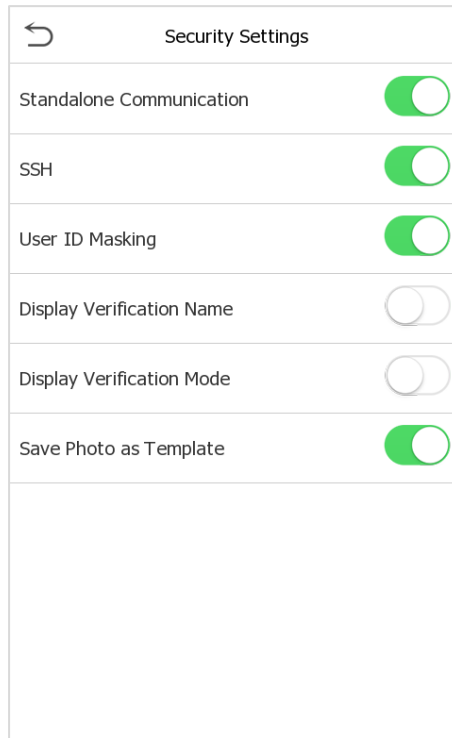 Security Settings
Standalone Communication
SSH
User ID Masking
Display Verification Name
Display Verification Mode
Save Photo as Template